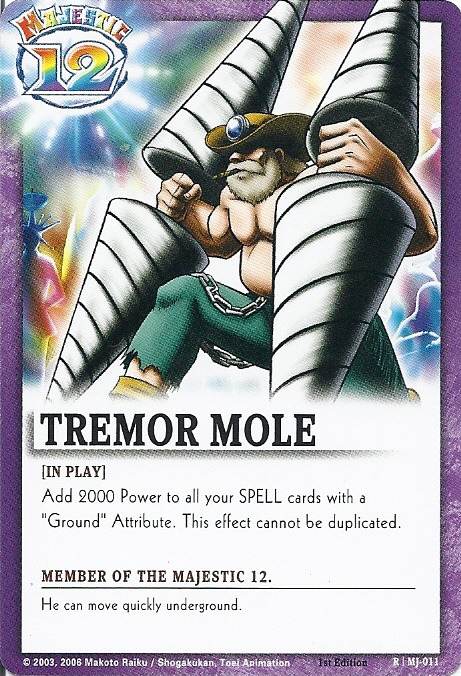 MAJESTIC
12
TREMOR MOLE
[IN PLAY]
Add 2000 Power to all your SPELL cards with a
"Ground" Attribute. This effect cannot be duplicated.
MEMBER OF THE MAJESTIC 12.
He can move quickly underground.
© 2003, 2006 Makoto Raiku / Shogakukan, Toei Animation 1st Edition R | MJ-011